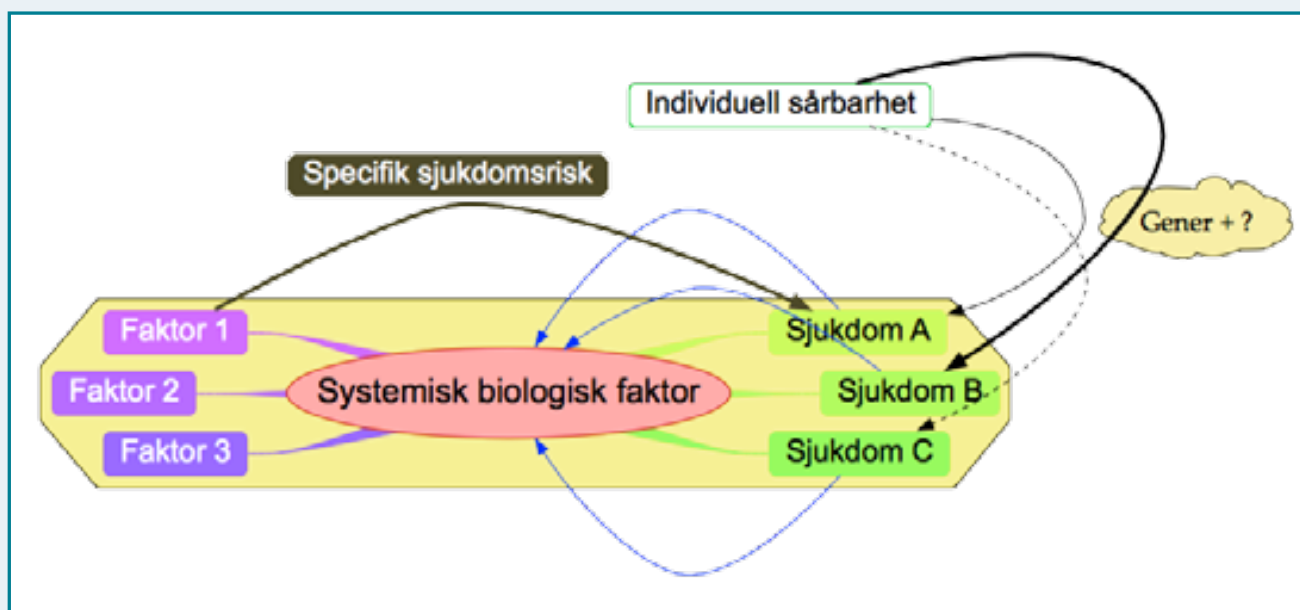 Individuell sårbarhet
Specifik sjukdomsrisk
Gener + ?
Faktor 1
Sjukdom A
Faktor 2
Systemisk biologisk faktor
Sjukdom B
Faktor 3
Sjukdom C